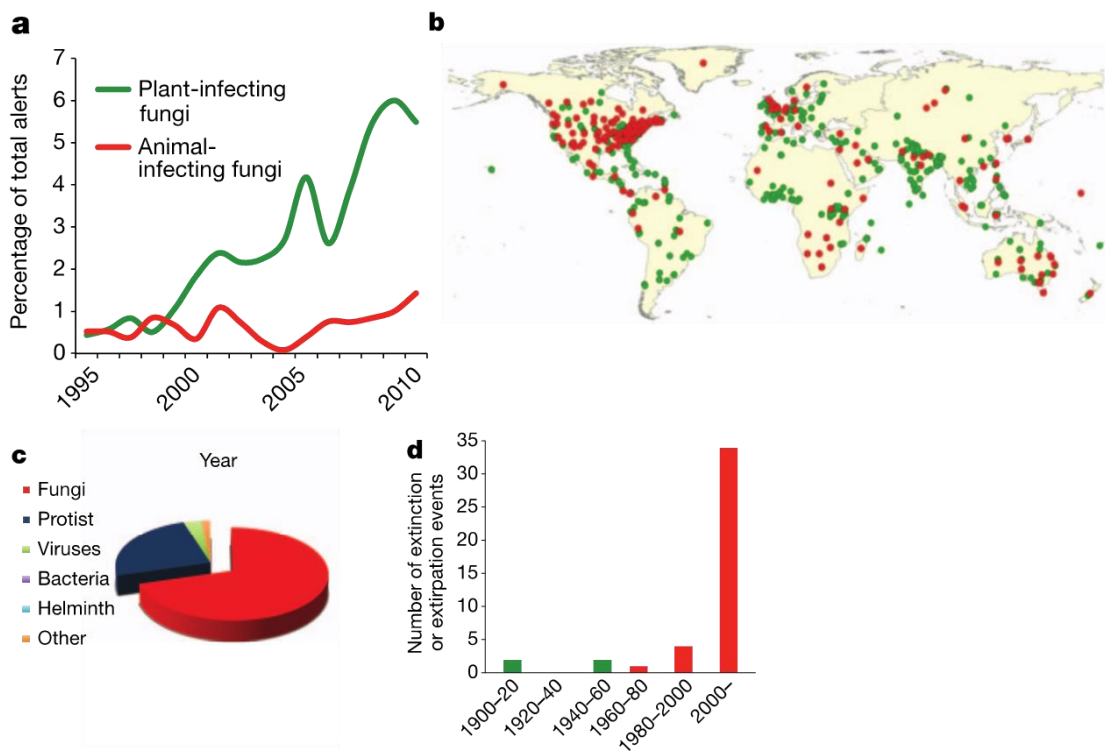 a
Percentage of total alerts
7
6
5
4
3
2
1
0
Plant-infecting
fungi
Animal-
infecting fungi
1995
2000
2005
2010
b
c
Year
Fungi
Protist
Viruses
Bacteria
Helminth
Other
d
Number of extinction
or extirpation events
35
30
25
20
15
10
5
0
1900–20
1920–40
1940–60
1960–80
1980–2000
2000–